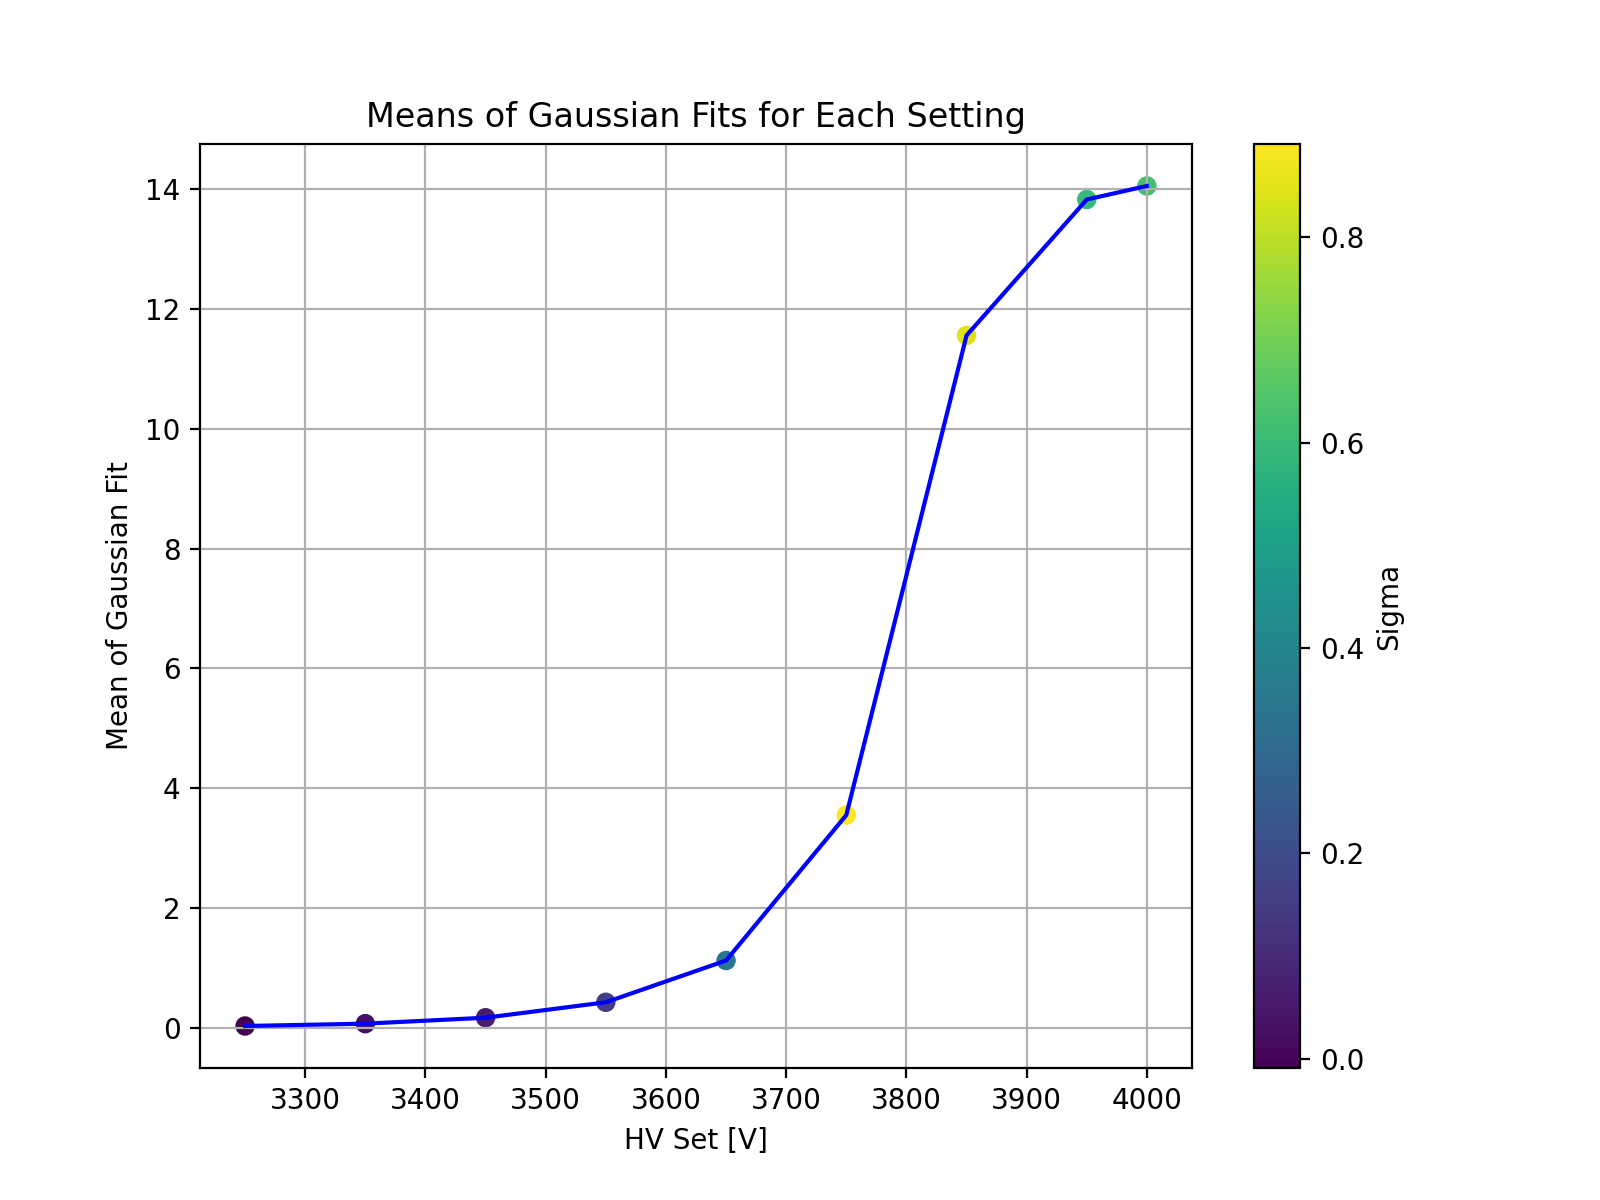 Means of Gaussian Fits for Each Setting
14
12
10
8
6
4
2
0
Mean of Gaussian Fit
3300 3400 3500 3600 3700 3800 3900 4000
HV Set [V]
0.8
0.6
0.4
0.2
0.0
Sigma